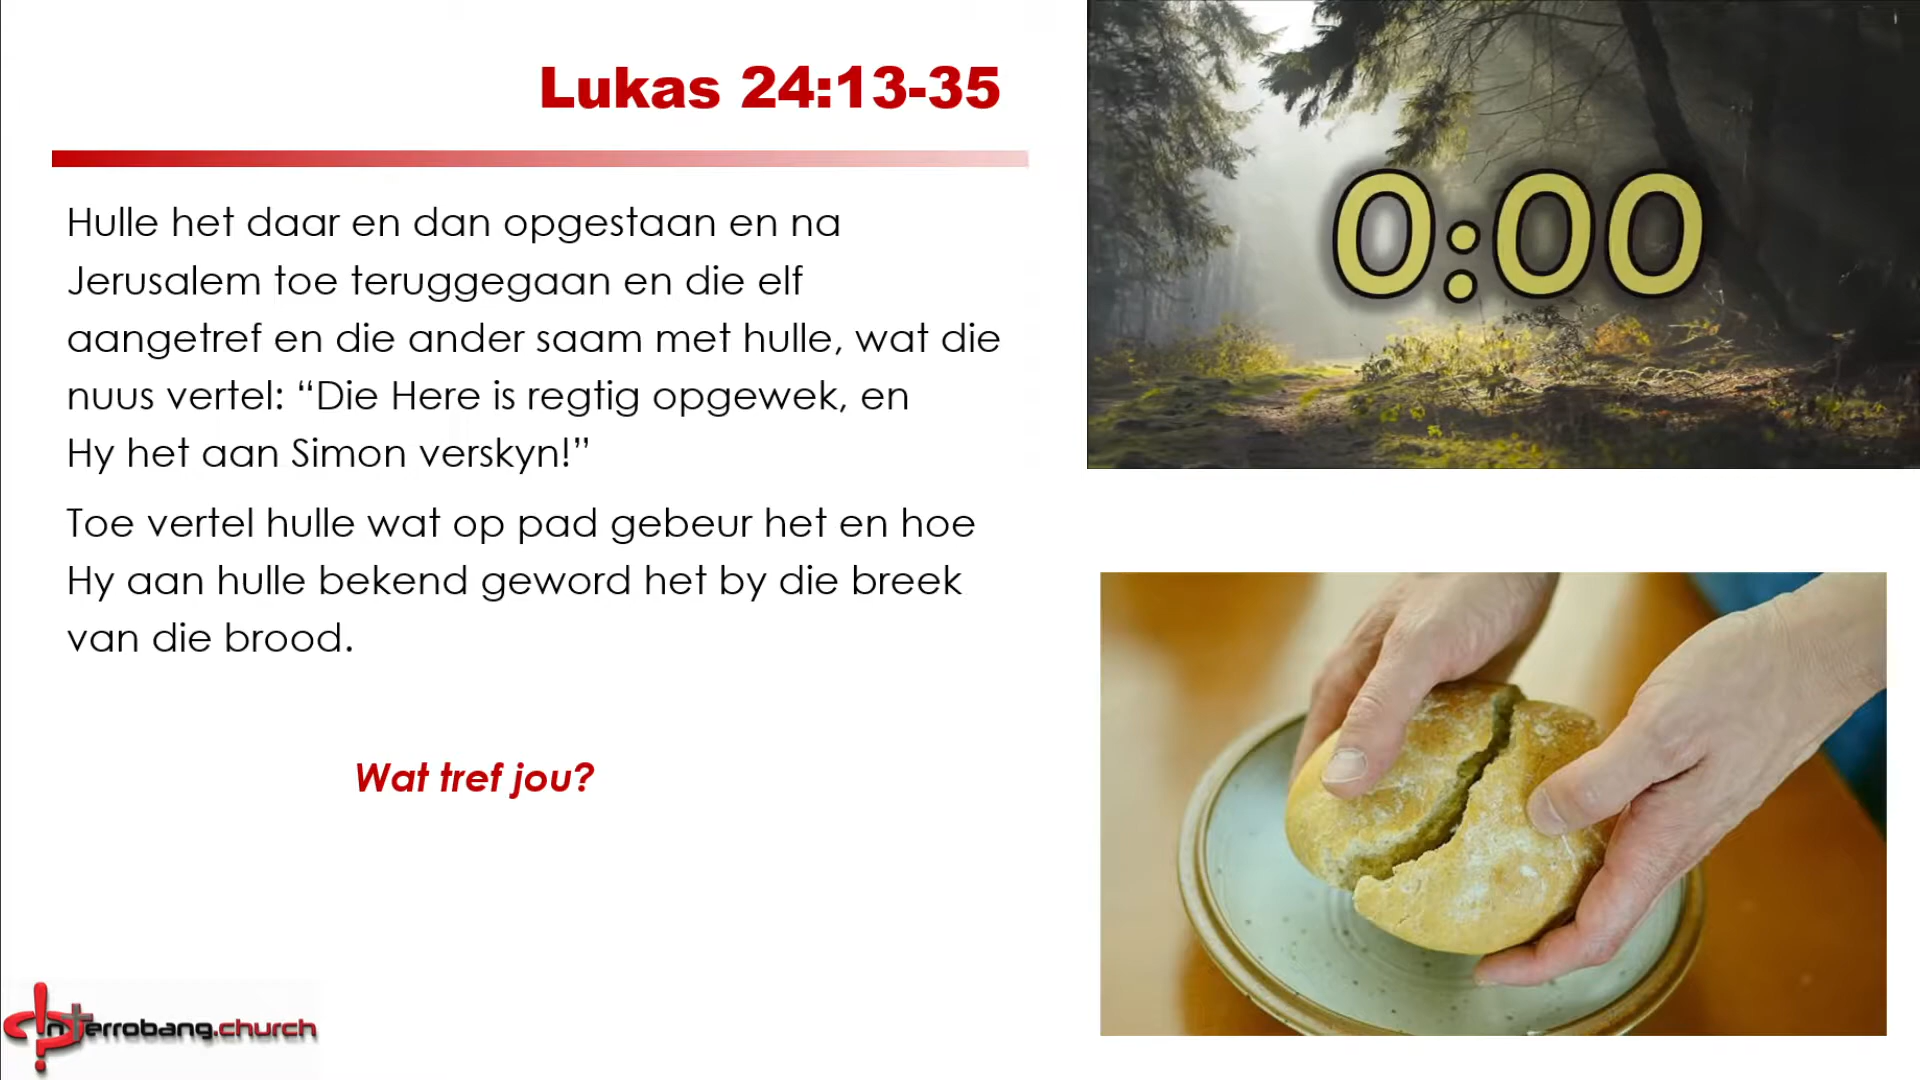 Lukas 24:13-35
Hulle het daar en dan opgestaan en na
Jerusalem toe teruggegaan en die elf
aangetref en die ander saam met hulle, wat die
nuus vertel: “Die Here is regtig opgewek, en
Hy het aan Simon verskyn!”
Toe vertel hulle wat op pad gebeur het en hoe
Hy aan hulle bekend geword het by die breek
van die brood.
Wat tref jou?
0:00
Interrobang.church